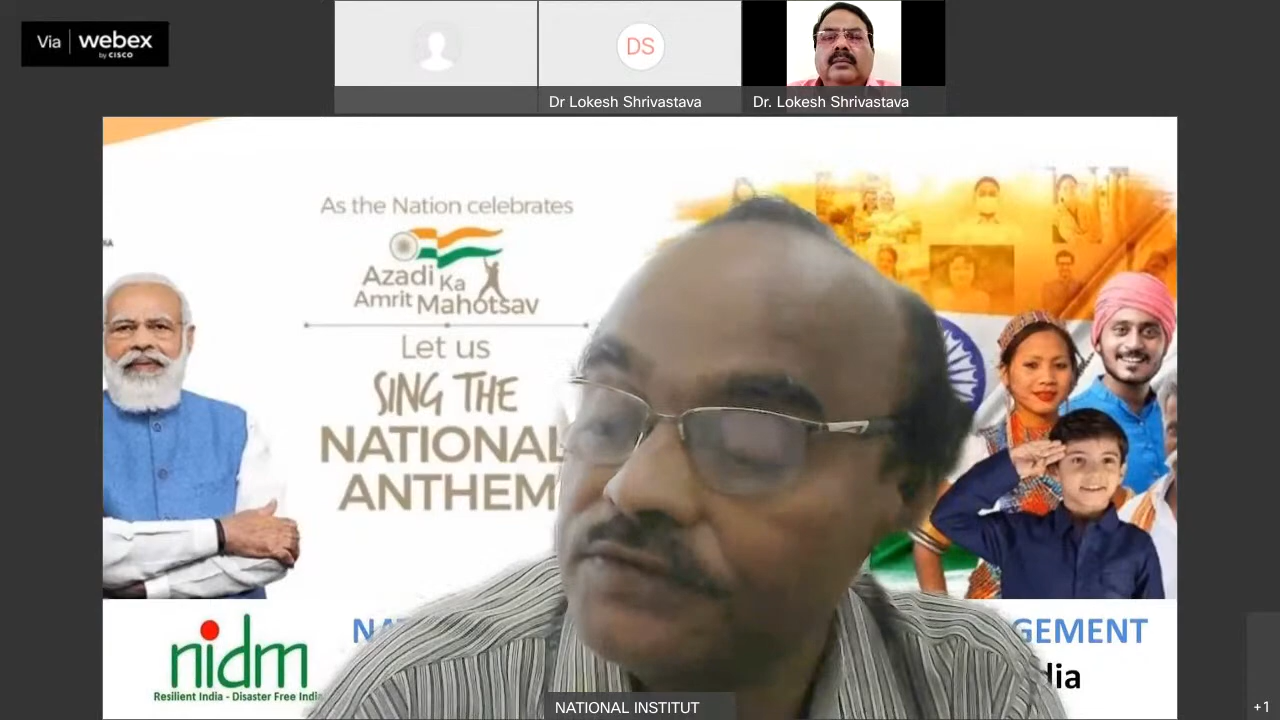 Via webex
by CISCO
DS
Dr Lokesh Shrivastava
Dr. Lokesh Shrivastava
As the Nation celebrates
Azadi Ka
Amrit Mahotsav
Let us
SING THE
NATIONAL
ANTHEM
nidm
Resilient India - Disaster Free India
GEMENT
dia
NATIONAL INSTITUT
+1